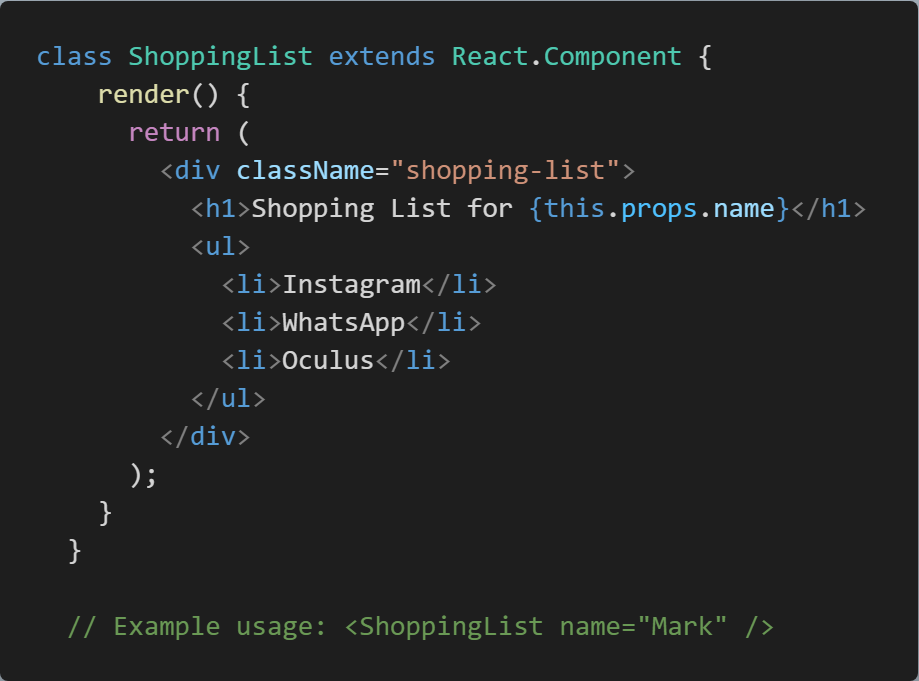 class ShoppingList extends React.Component {
    render() {
      return (
        <div className="shopping-list">
          <h1>Shopping List for {this.props.name}</h1>
          <ul>
            <li>Instagram</li>
            <li>WhatsApp</li>
            <li>Oculus</li>
          </ul>
        </div>
      );
    }
  }

  // Example usage: <ShoppingList name="Mark" />